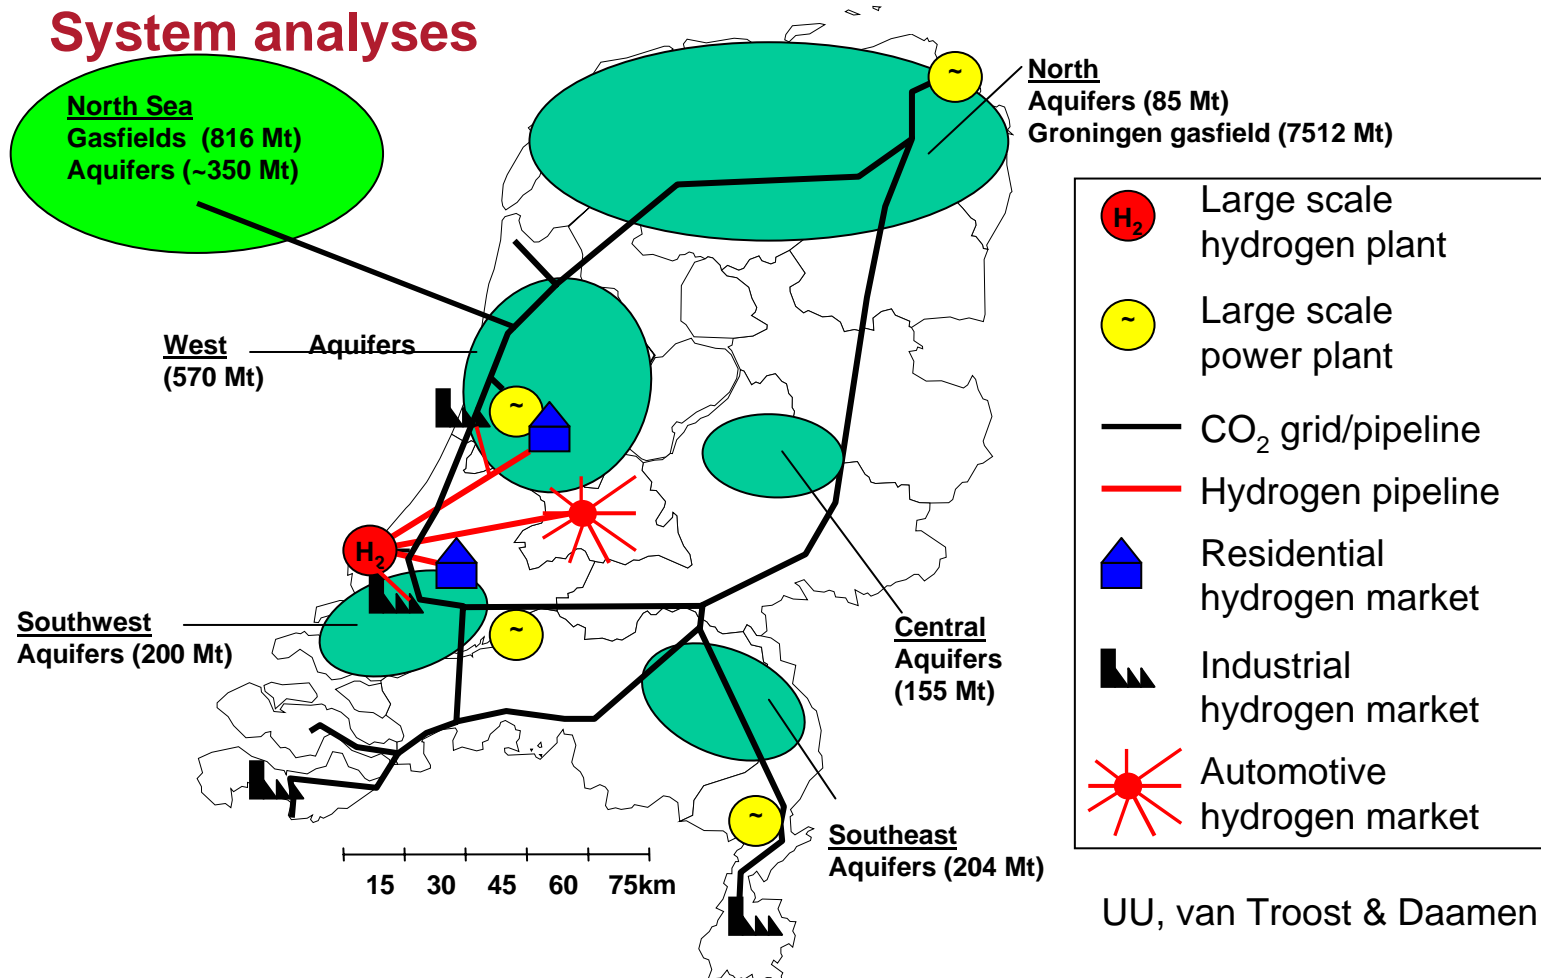 System analyses
North Sea
Gasfields (816 Mt)
Aquifers (~350 Mt)
~
North
Aquifers (85 Mt)
Groningen gasfield (7512 Mt)
West Aquifers
(570 Mt)
~
H2
Southwest
Aquifers (200 Mt)
~
Central
Aquifers
(155 Mt)
~
Southeast
Aquifers (204 Mt)
15 30 45 60 75km
H2
Large scale
hydrogen plant
~
Large scale
power plant
CO2 grid/pipeline
Hydrogen pipeline
Residential
hydrogen market
Industrial
hydrogen market
Automotive
hydrogen market
UU, van Troost & Daamen